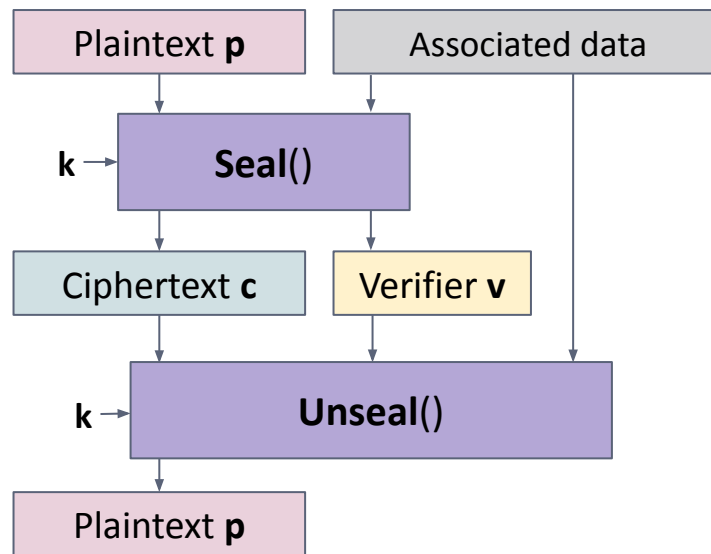 Plaintext p
Associated data
k
Seal()
Ciphertext c
Verifier v
k
Unseal()
Plaintext p